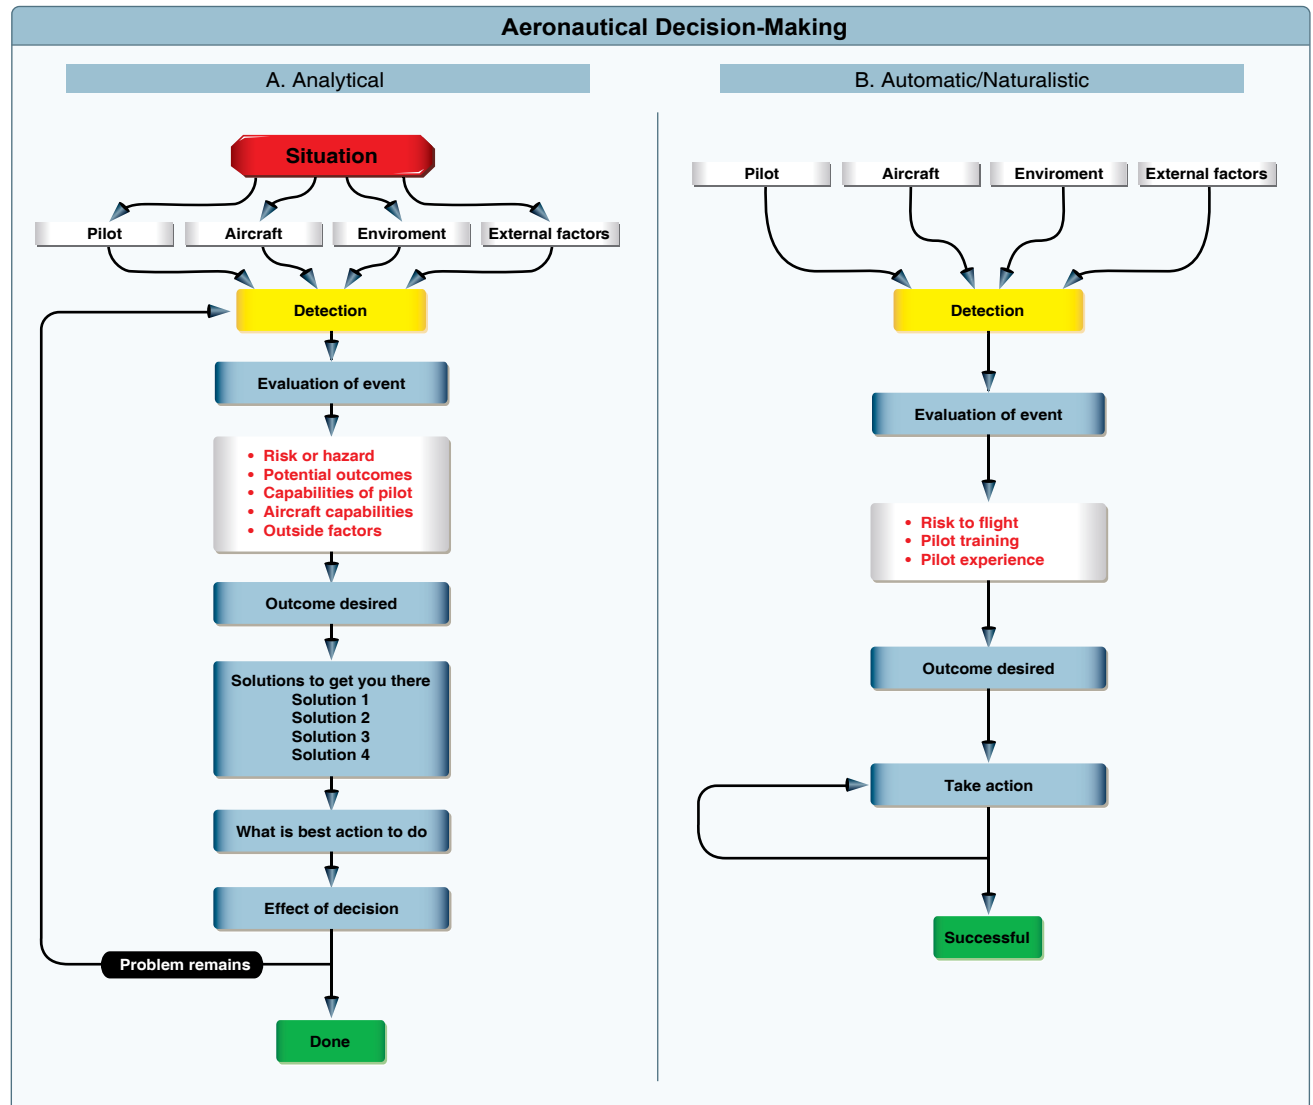 Aeronautical Decision-Making
A. Analytical
Situation
Pilot
Aircraft
Enviroment
External factors
Detection
Evaluation of event
• Risk or hazard
• Potential outcomes
• Capabilities of pilot
• Aircraft capabilities
• Outside factors
Outcome desired
Solutions to get you there
Solution 1
Solution 2
Solution 3
Solution 4
What is best action to do
Effect of decision
Problem remains
Done
B. Automatic/Naturalistic
Pilot
Aircraft
Enviroment
External factors
Detection
Evaluation of event
• Risk to flight
• Pilot training
• Pilot experience
Outcome desired
Take action
Successful